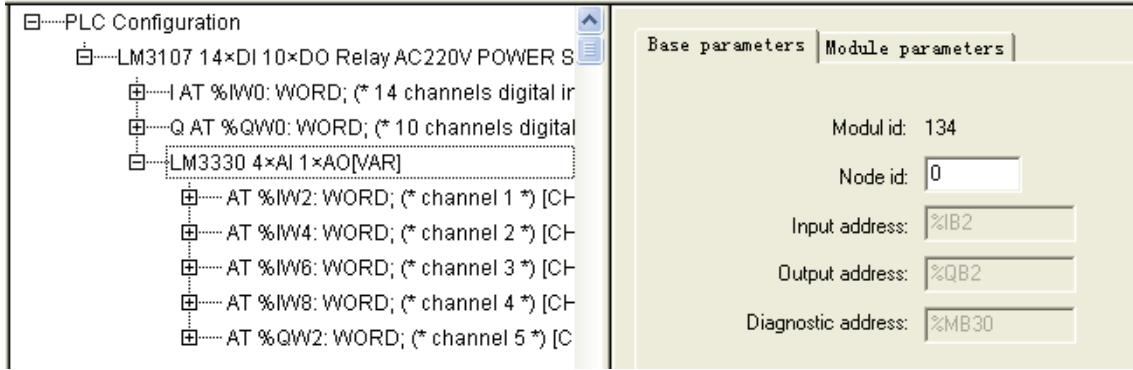 PLC Configuration
LM3107 14×DI 10×DO Relay AC220V POWER S
I AT %IW0: WORD; (* 14 channels digital ir
Q AT %QW0: WORD; (* 10 channels digital
LM3330 4×AI 1×AO[VAR]
AT %IW2: WORD; (* channel 1 *) [CH
AT %IW4: WORD; (* channel 2 *) [CH
AT %IW6: WORD; (* channel 3 *) [CH
AT %IW8: WORD; (* channel 4 *) [CH
AT %QW2: WORD; (* channel 5 *) [C
Base parameters Module parameters
Modul id: 134
Node id: 0
Input address: %IB2
Output address: %QB2
Diagnostic address: %MB30